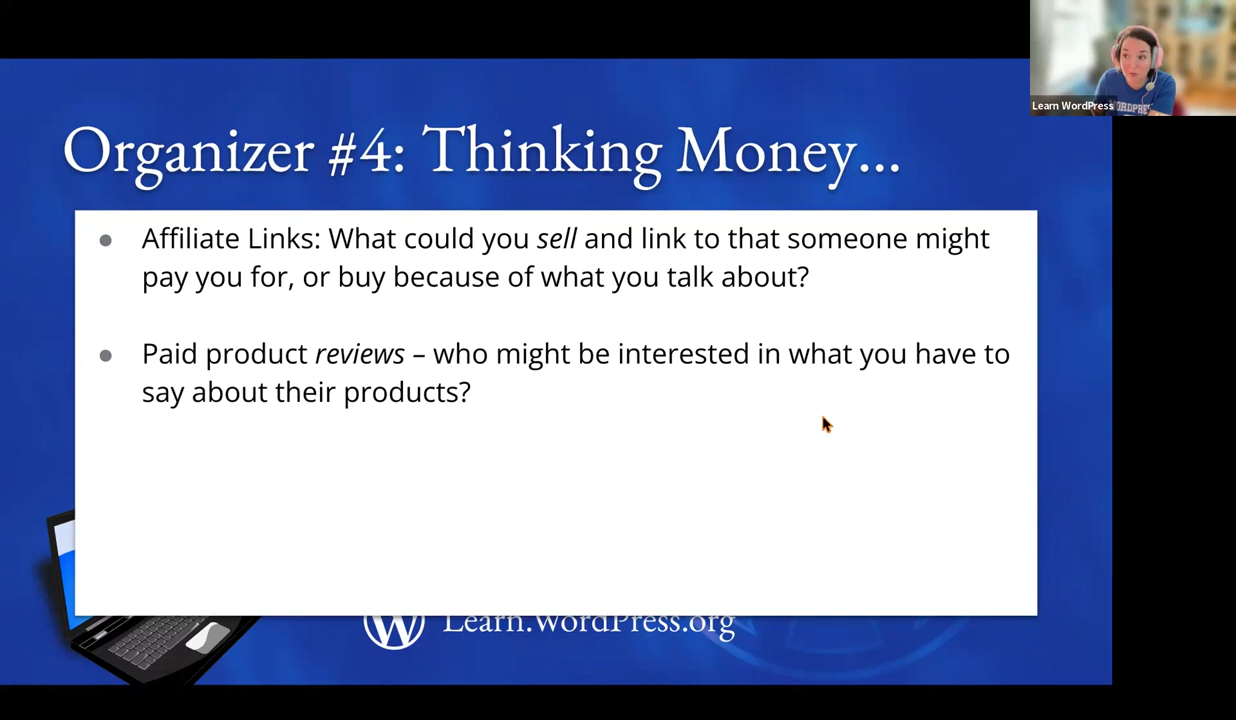 Organizer #4: Thinking Money...
● Affiliate Links: What could you sell and link to that someone might
pay you for, or buy because of what you talk about?
● Paid product reviews – who might be interested in what you have to
say about their products?
Learn.WordPress.org
Learn WordPress